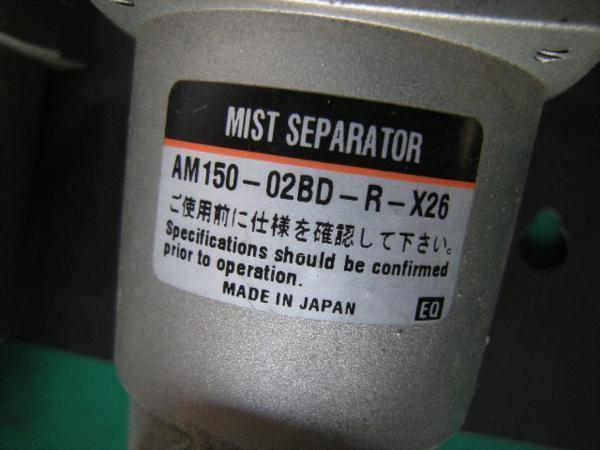 MIST SEPARATOR
AM150-02BD-R-X26
ご使用前に仕様を確認して下さい。
Specifications should be confirmed
prior to operation.
MADE IN JAPAN EQ